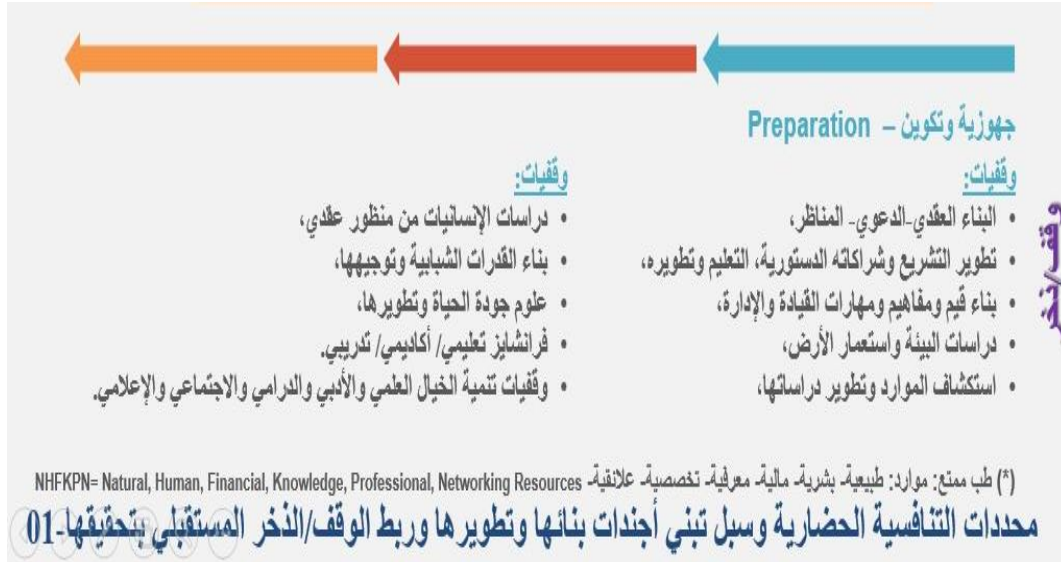 جهوزية وتكوين – Preparation
وقفيات:
• البناء العقدي-الدعوي- المناظر،
• تطوير التشريع وشراكاته الدستورية، التعليم وتطويره،
• بناء قيم ومفاهيم ومهارات القيادة والإدارة،
• دراسات البيئة واستعمار الأرض،
• استكشاف الموارد وتطوير دراساتها،
وقفيات:
• دراسات الإنسانيات من منظور عقدي،
• بناء القدرات الشبابية وتوجيهها،
• علوم جودة الحياة وتطويرها،
• فرانشايز تعليمي/ أكاديمي/ تدريبي.
• وقفيات تنمية الخيال العلمي والأدبي والدرامي والاجتماعي والإعلامي.
وقف/ذخر
(*) طب ممتع: موارد: طبيعية- بشرية- مالية- معرفية- تخصصية- علائقية- NHFKPN= Natural, Human, Financial, Knowledge, Professional, Networking Resources
محددات التنافسية الحضارية وسبل تبني أجندات بنائها وتطويرها وربط الوقف/الذخر المستقبلي بتحقيقها-01